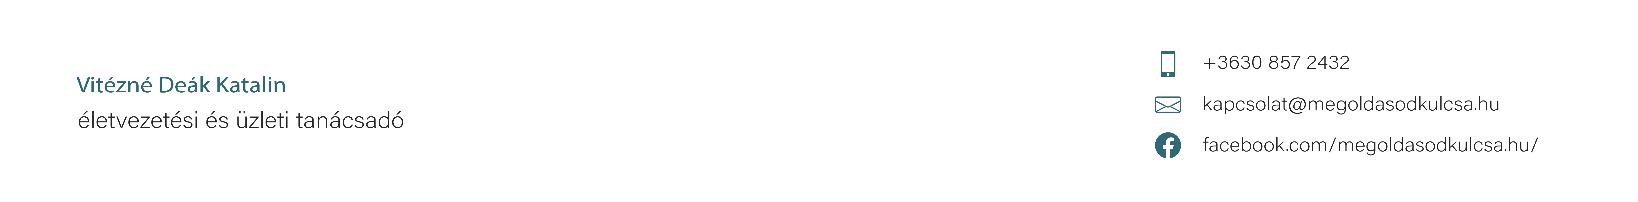 Vitézné Deák Katalin
életvezetési és üzleti tanácsadó
+3630 857 2432
kapcsolat@megoldasodkulcsa.hu
facebook.com/megoldasodkulcsa.hu/